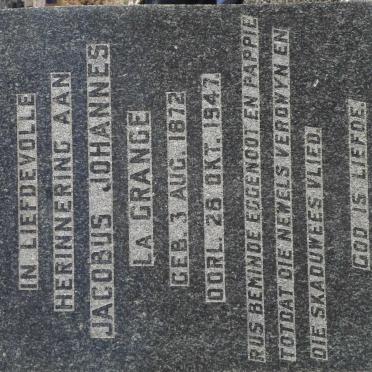 IN LIEFDEVOLLE
HERINNERING AAN
JACOBUS JOHANNES
LA GRANGE
GEB. 3 AUG. 1872
OORL. 26 OKT. 1947.
RUS BEMINDE EGGENOOT EN PAPPIE
TOTDAT DIE NEWELS VERDWYN EN
DIE SKADUWEES VLIED
GOD IS LIEFDE.